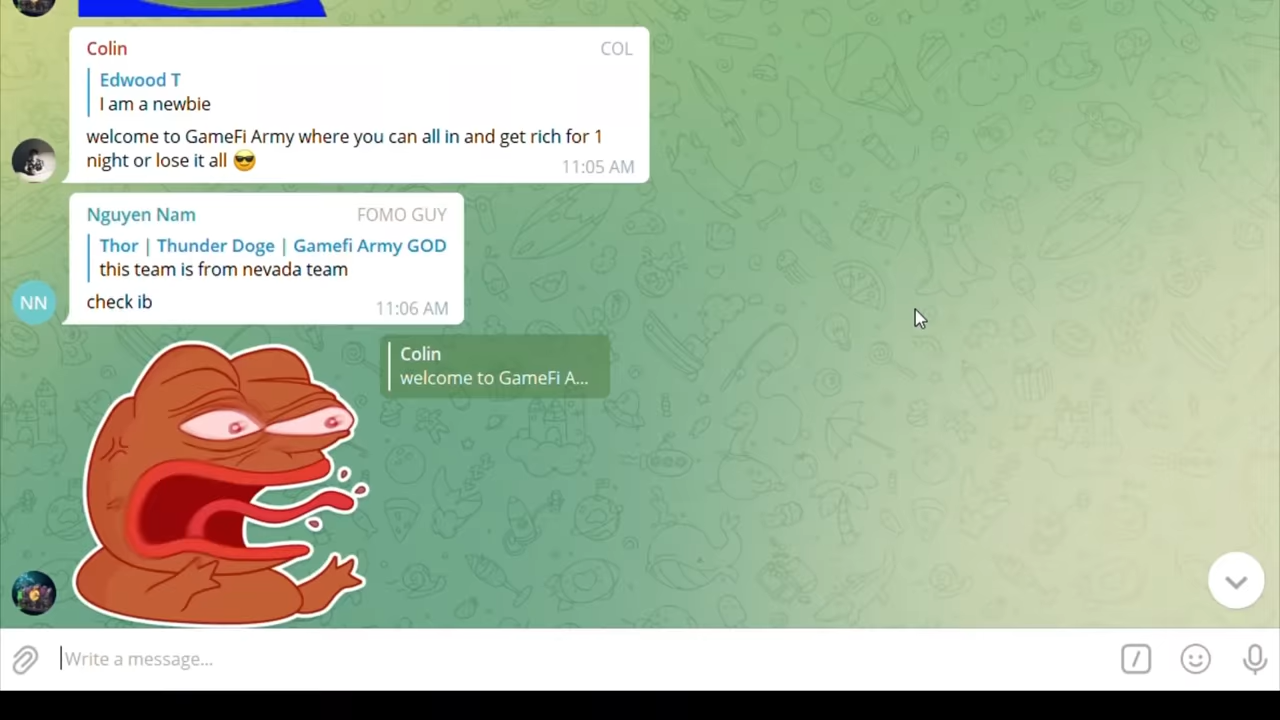 Colin COL
Edwood T
I am a newbie
welcome to GameFi Army where you can all in and get rich for 1
night or lose it all 😎
11:05 AM
Nguyen Nam FOMO GUY
Thor | Thunder Doge | Gamefi Army GOD
this team is from nevada team
NN
check ib
11:06 AM
Colin
welcome to GameFi A...
Write a message...